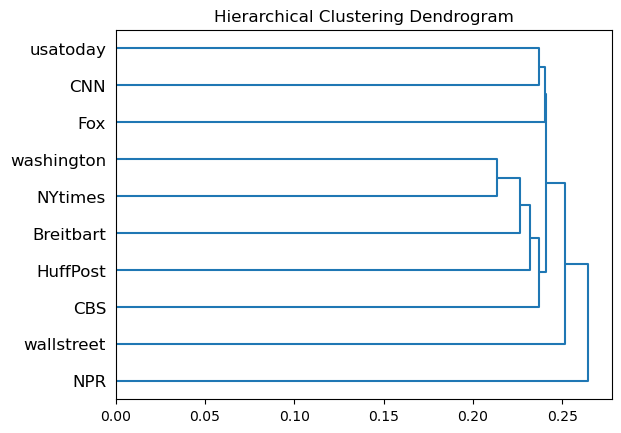 Hierarchical Clustering Dendrogram
usatoday
CNN
Fox
washington
NYtimes
Breitbart
HuffPost
CBS
wallstreet
NPR
0.00 0.05 0.10 0.15 0.20 0.25